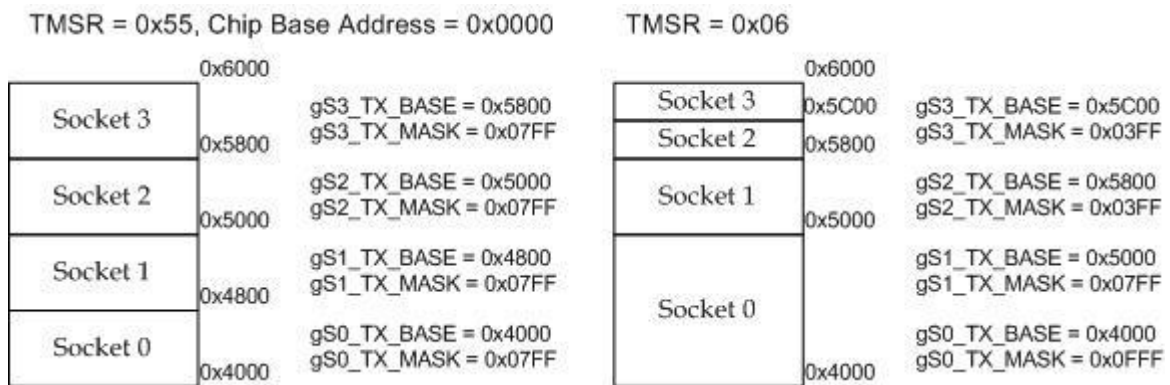 TMSR = 0x55, Chip Base Address = 0x0000
0x6000
Socket 3
gS3_TX_BASE = 0x5800
gS3_TX_MASK = 0x07FF
0x5800
Socket 2
gS2_TX_BASE = 0x5000
gS2_TX_MASK = 0x07FF
0x5000
Socket 1
gS1_TX_BASE = 0x4800
gS1_TX_MASK = 0x07FF
0x4800
Socket 0
gS0_TX_BASE = 0x4000
gS0_TX_MASK = 0x07FF
0x4000
TMSR = 0x06
0x6000
Socket 3
0x5C00
gS3_TX_BASE = 0x5C00
gS3_TX_MASK = 0x03FF
Socket 2
0x5800
Socket 1
gS2_TX_BASE = 0x5800
gS2_TX_MASK = 0x03FF
0x5000
gS1_TX_BASE = 0x5000
gS1_TX_MASK = 0x07FF
Socket 0
gS0_TX_BASE = 0x4000
gS0_TX_MASK = 0x0FFF
0x4000